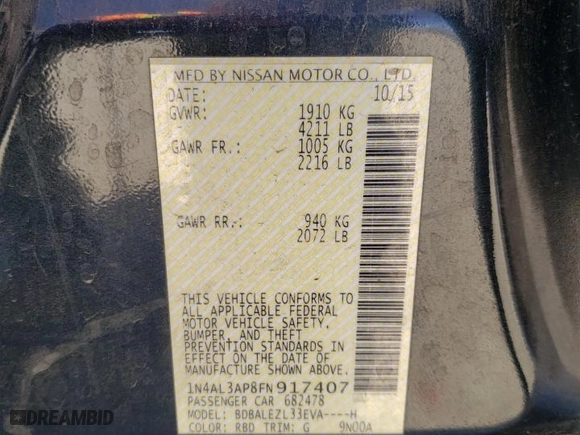 MFD BY NISSAN MOTOR CO., LTD.
DATE: 10/15
GVWR: 1910 KG
4211 LB
GAWR FR.: 1005 KG
2216 LB
GAWR RR.: 940 KG
2072 LB
THIS VEHICLE CONFORMS TO
ALL APPLICABLE FEDERAL
MOTOR VEHICLE SAFETY,
BUMPER, AND THEFT
PREVENTION STANDARDS IN
EFFECT ON THE DATE OF
MANUFACTURE SHOWN ABOVE.
1N4AL3AP8FN917407
PASSENGER CAR 682478
MODEL: BDBALEZL33EVA----H
COLOR: RBD TRIM: G 9N00A
DREAMBID